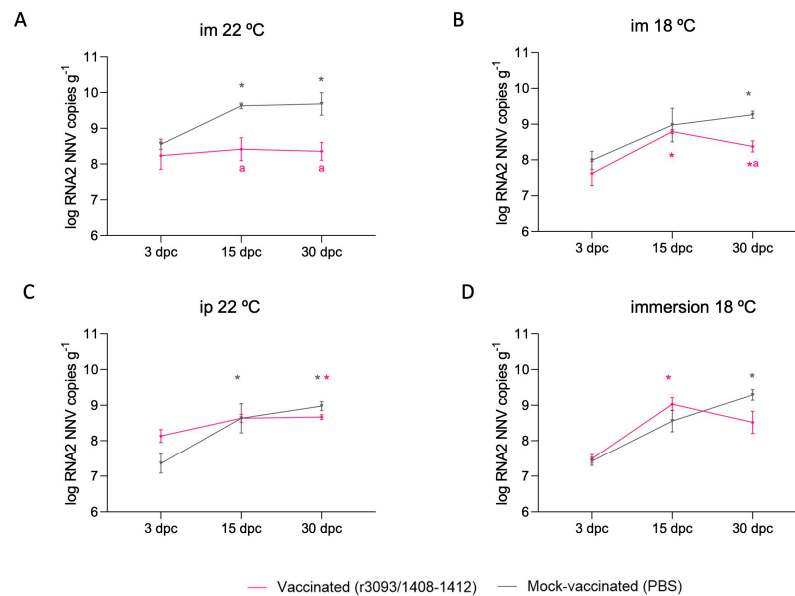 A
im 22 ºC
log RNA2 NNV copies g-1
11
10
9
8
7
6
*
*
a
a
3 dpc
15 dpc
30 dpc
B
im 18 ºC
log RNA2 NNV copies g-1
11
10
9
8
7
6
*
*
*a
3 dpc
15 dpc
30 dpc
C
ip 22 ºC
log RNA2 NNV copies g-1
11
10
9
8
7
6
*
* *
3 dpc
15 dpc
30 dpc
D
immersion 18 ºC
log RNA2 NNV copies g-1
11
10
9
8
7
6
*
*
3 dpc
15 dpc
30 dpc
Vaccinated (r3093/1408-1412)
Mock-vaccinated (PBS)